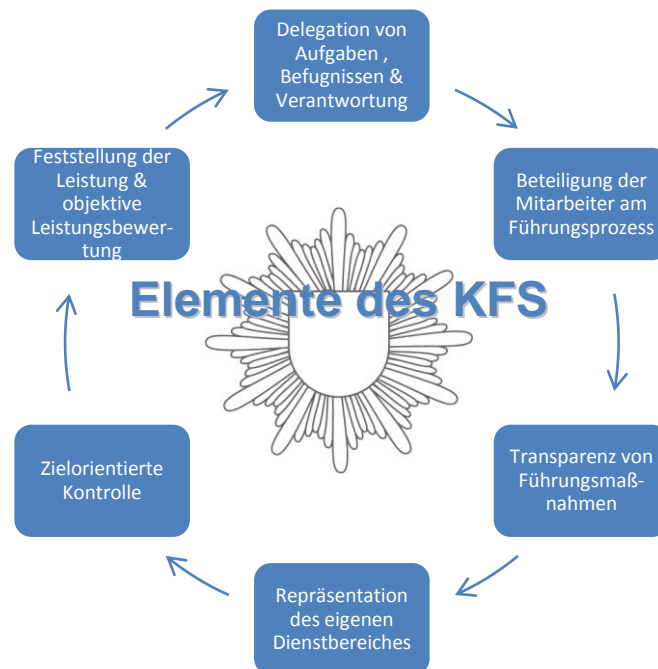 Delegation von
Aufgaben ,
Befugnissen &
Verantwortung
Beteiligung der
Mitarbeiter am
Führungsprozess
Transparenz von
Führungsmaß-
nahmen
Repräsentation
des eigenen
Dienstbereiches
Zielorientierte
Kontrolle
Feststellung der
Leistung &
objektive
Leistungsbewer-
tung
Elemente des KFS